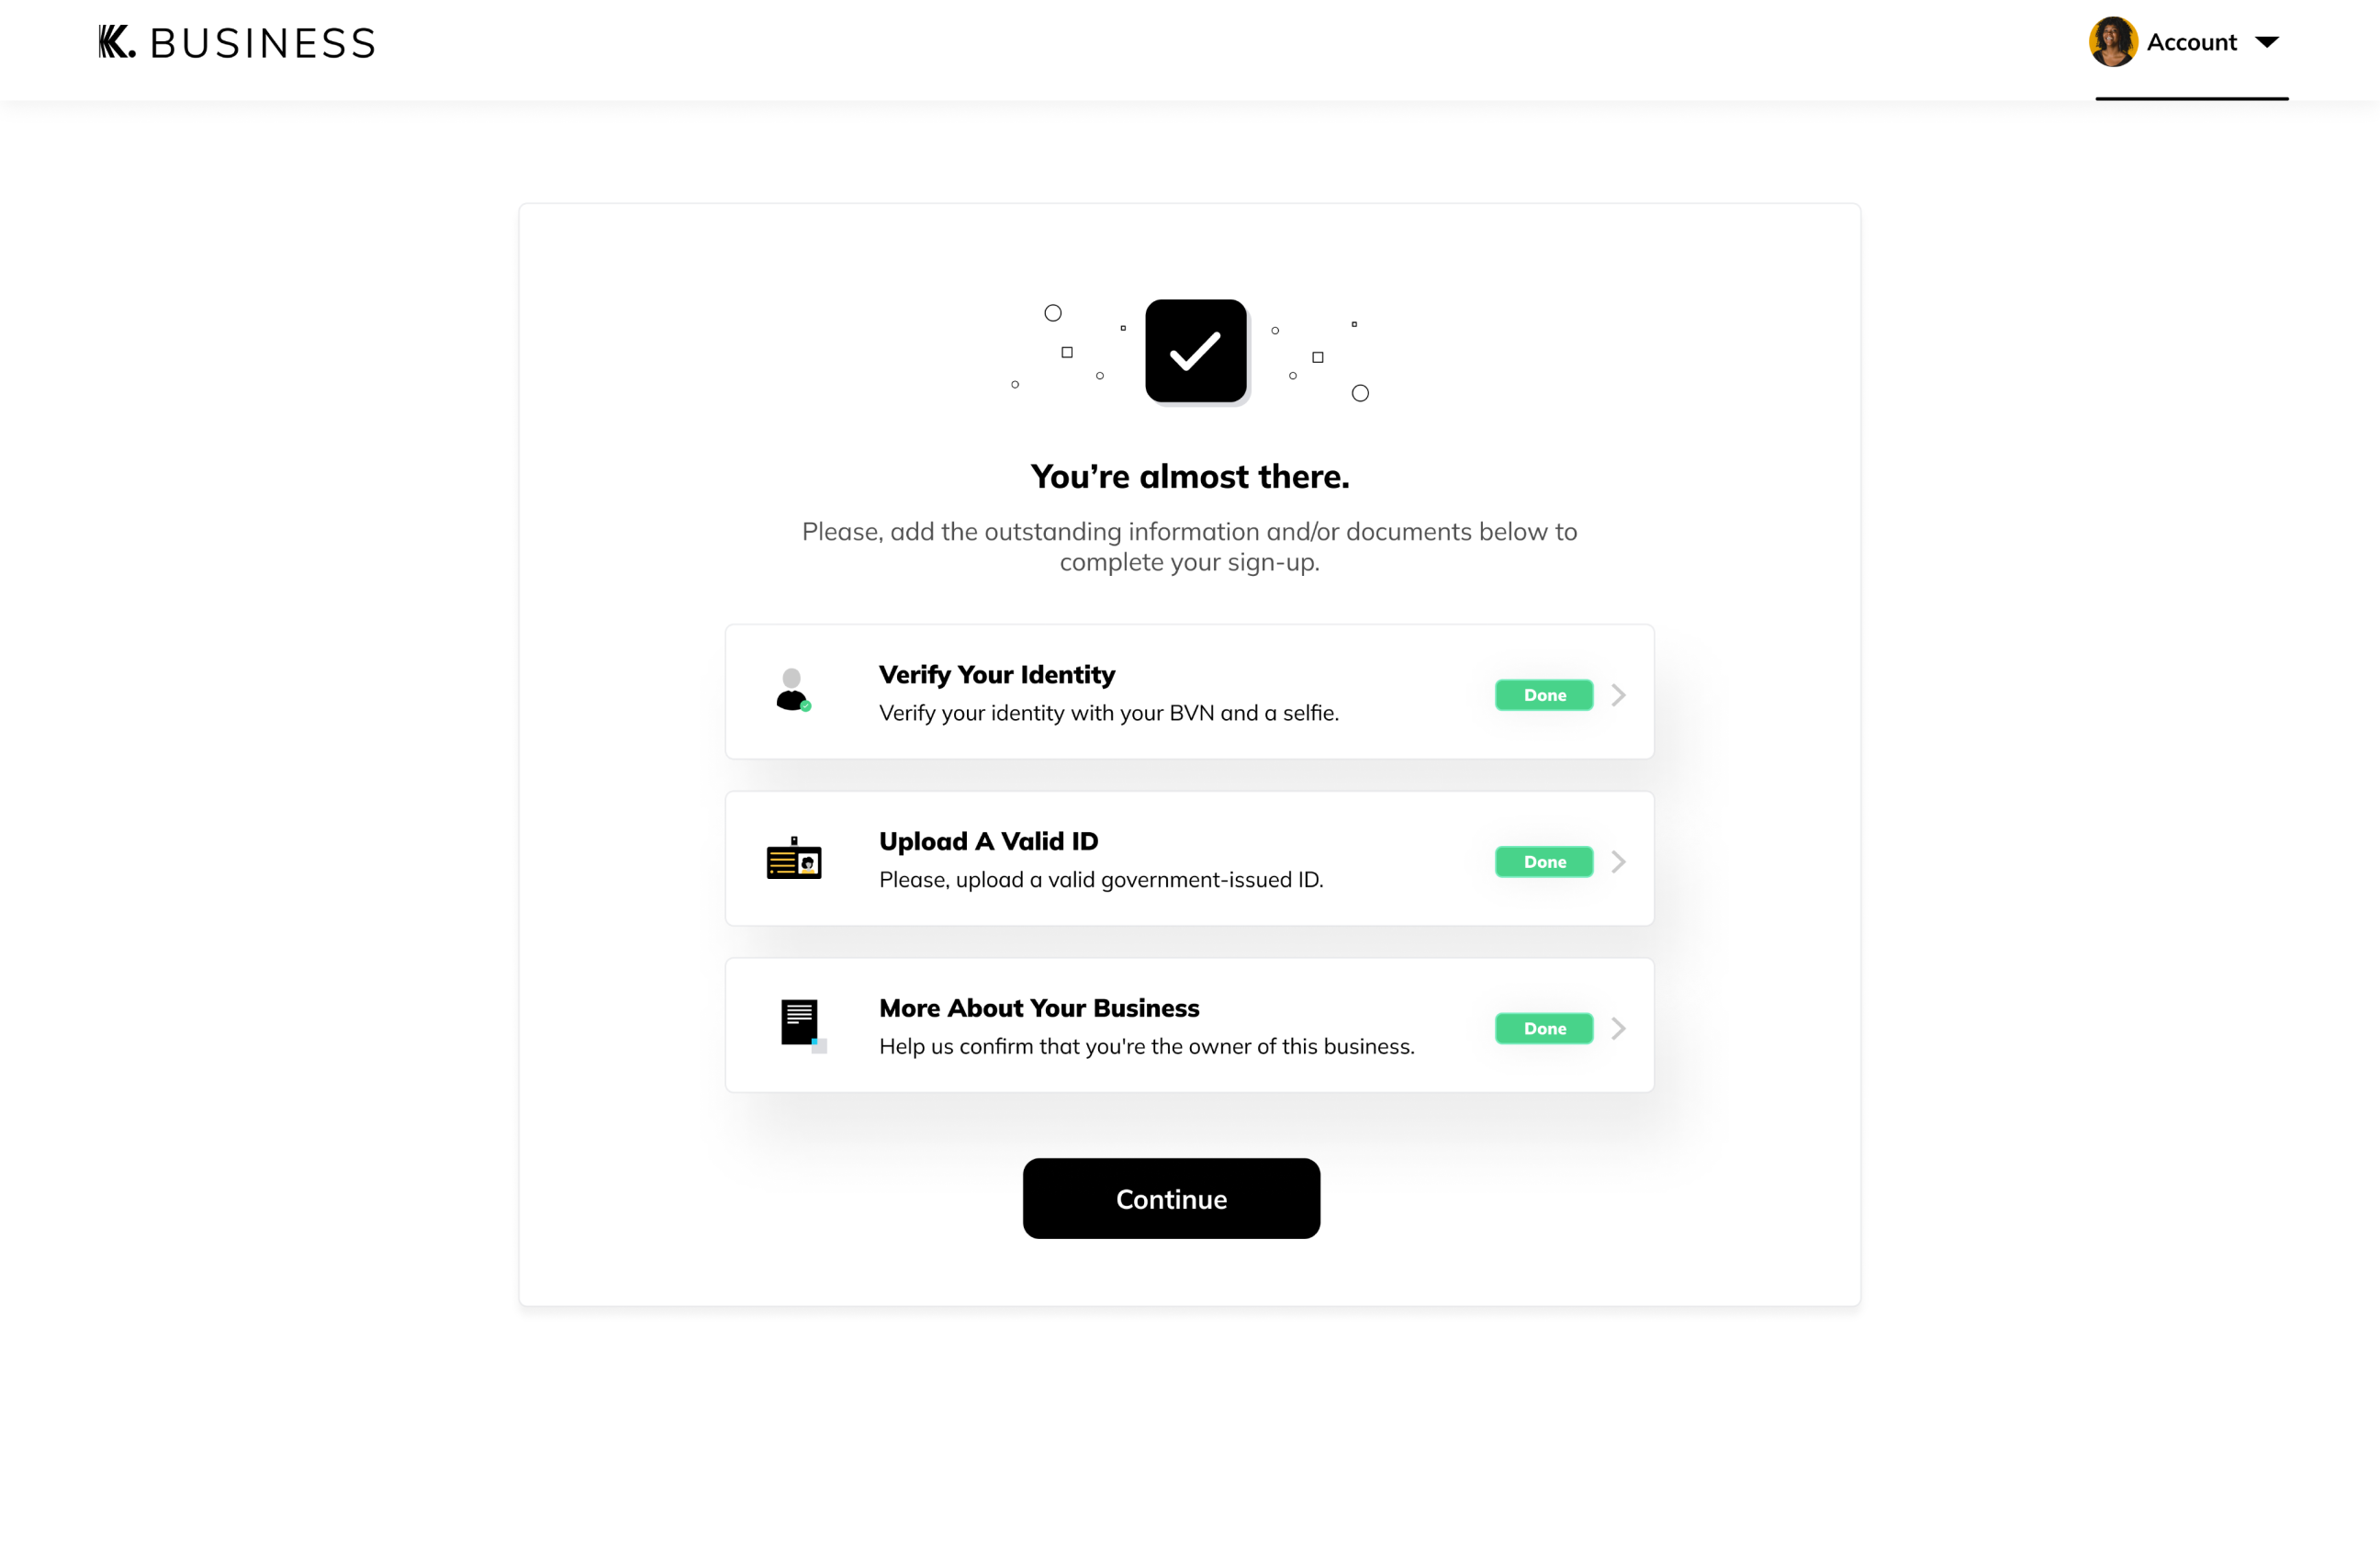 K. BUSINESS
Account
You’re almost there.
Please, add the outstanding information and/or documents below to
complete your sign-up.
Verify Your Identity
Verify your identity with your BVN and a selfie.
Done
Upload A Valid ID
Please, upload a valid government-issued ID.
Done
More About Your Business
Help us confirm that you're the owner of this business.
Done
Continue